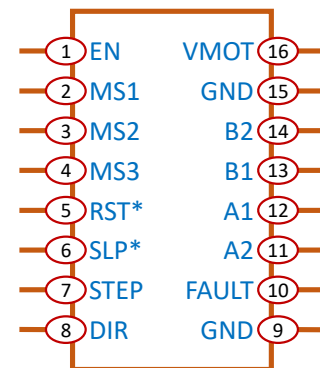 1 EN VMOT 16
2 MS1 GND 15
3 MS2 B2 14
4 MS3 B1 13
5 RST* A1 12
6 SLP* A2 11
7 STEP FAULT 10
8 DIR GND 9